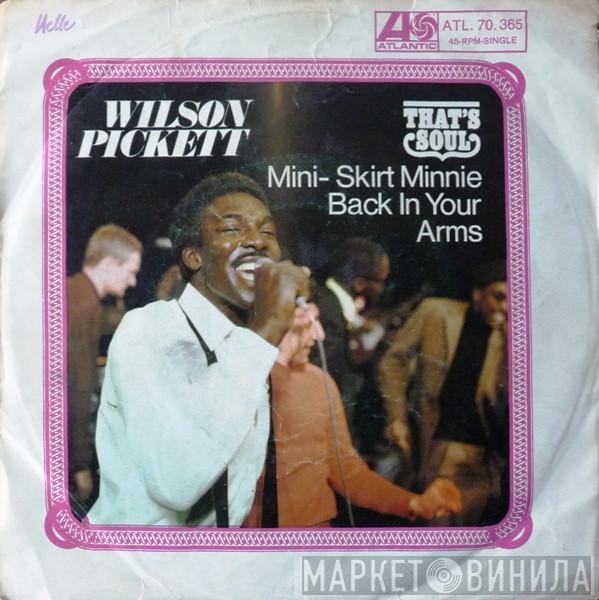 Helle
ATLANTIC
ATL. 70. 365
45-RPM-SINGLE
WILSON
PICKETT
THAT'S
SOUL
Mini- Skirt Minnie
Back In Your
Arms
МАРКЕТ ВИНИЛА